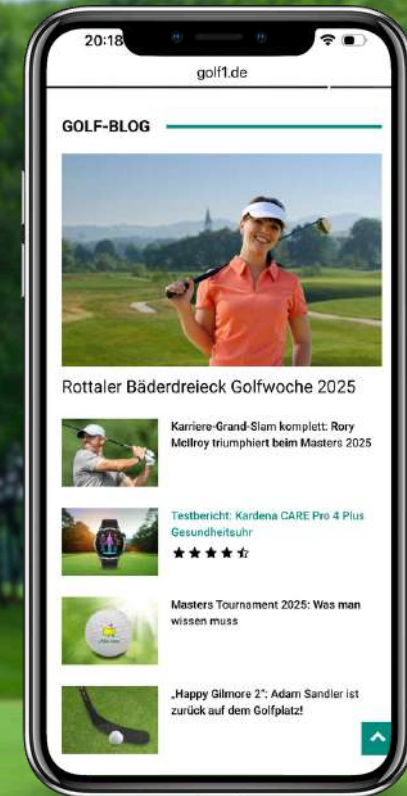 20:18
golf1.de
GOLF-BLOG
Rottaler Bäderdreieck Golfwoche 2025
Karriere-Grand-Slam komplett: Rory
McIlroy triumphiert beim Masters 2025
Testbericht: Kardena CARE Pro 4 Plus
Gesundheitsuhr
Masters Tournament 2025: Was man
wissen muss
„Happy Gilmore 2“: Adam Sandler ist
zurück auf dem Golfplatz!